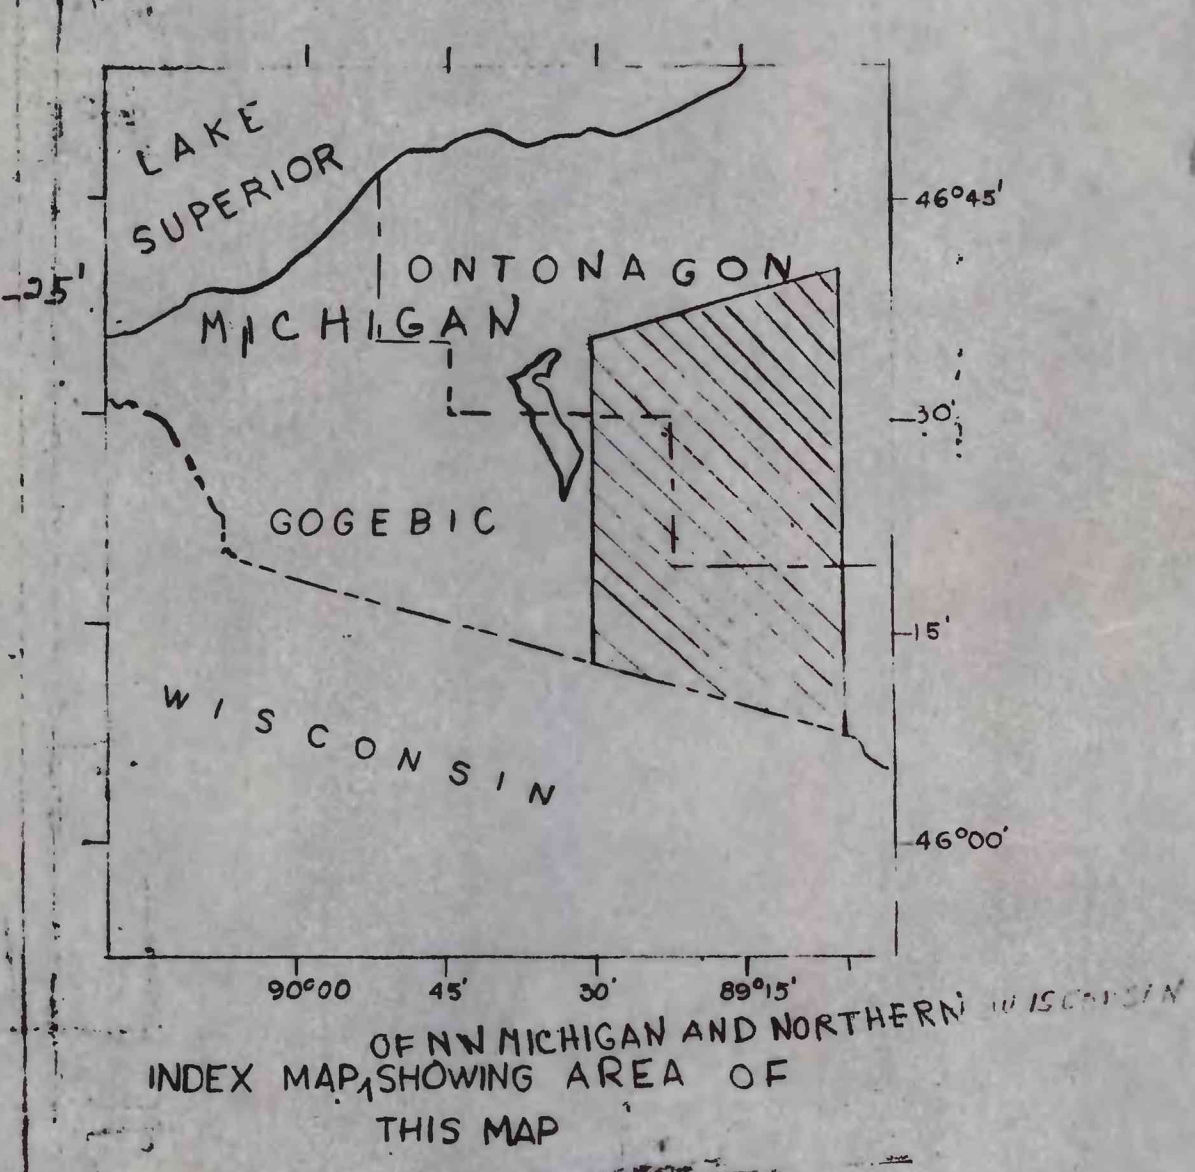 LAKE
SUPERIOR
46°45'
-25'
ONTONAGON
MICHIGAN
30'
GOGEBIC
15'
WISCONSIN
46°00'
90°00 45' 30' 89°15'
OF NW MICHIGAN AND NORTHERN WISCONSIN
INDEX MAP, SHOWING AREA OF
THIS MAP